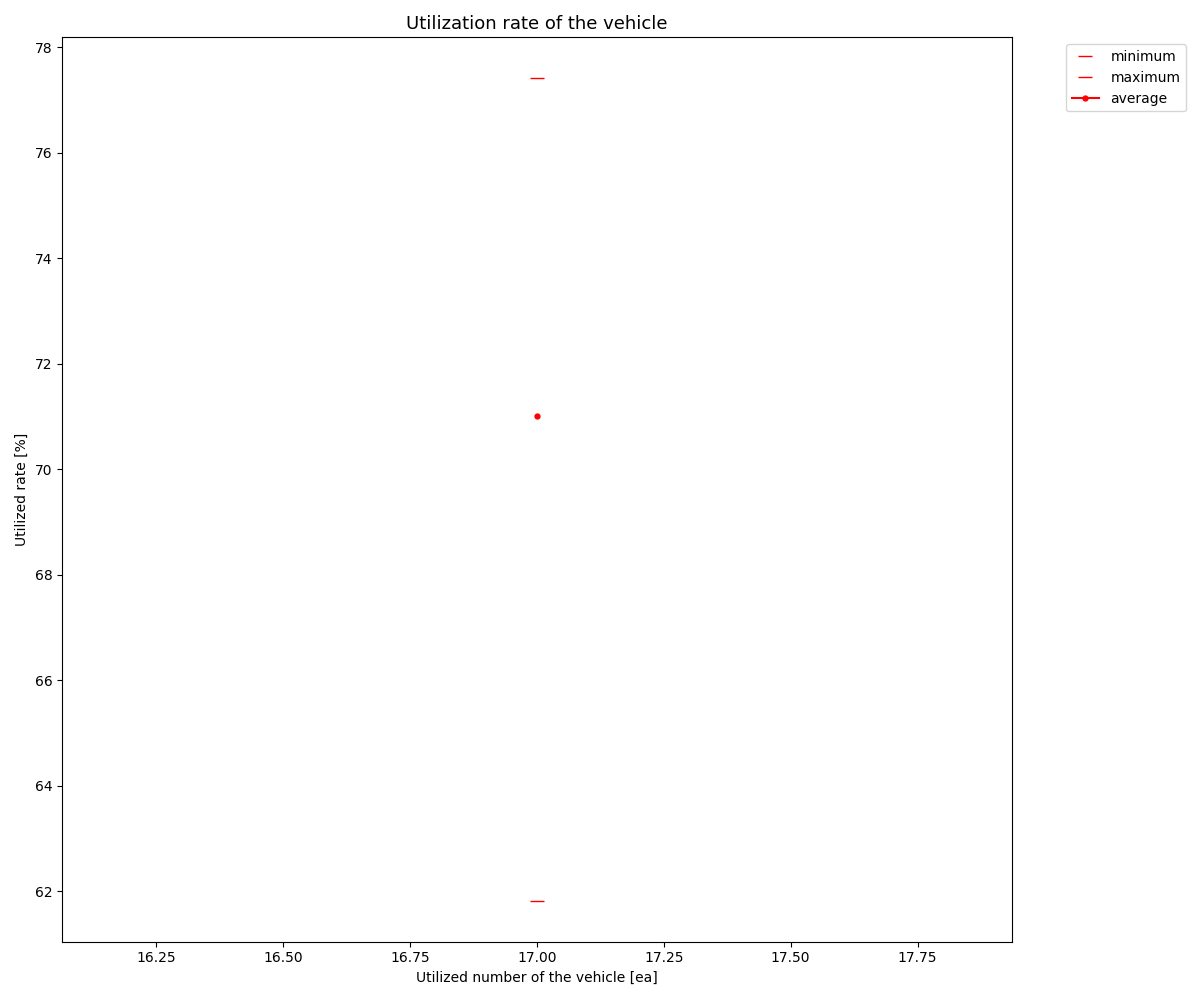 Utilization rate of the vehicle
78
76
74
72
70
68
66
64
62
Utilized rate [%]
16.25 16.50 16.75 17.00 17.25 17.50 17.75
Utilized number of the vehicle [ea]
minimum
maximum
average